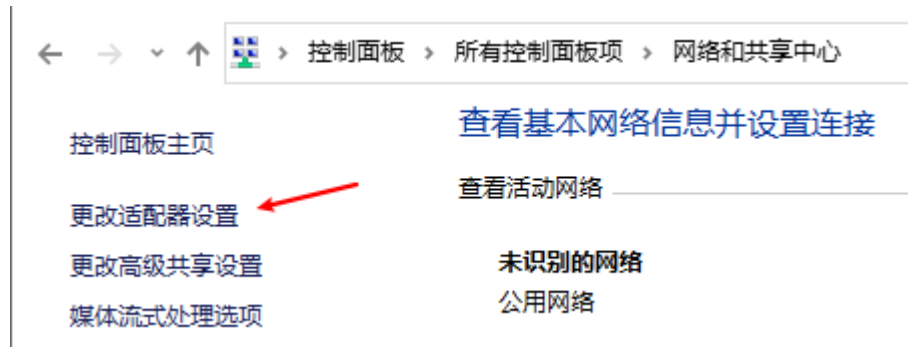 控制面板 › 所有控制面板项 › 网络和共享中心
控制面板主页
更改适配器设置
更改高级共享设置
媒体流式处理选项
查看基本网络信息并设置连接
查看活动网络
未识别的网络
公用网络